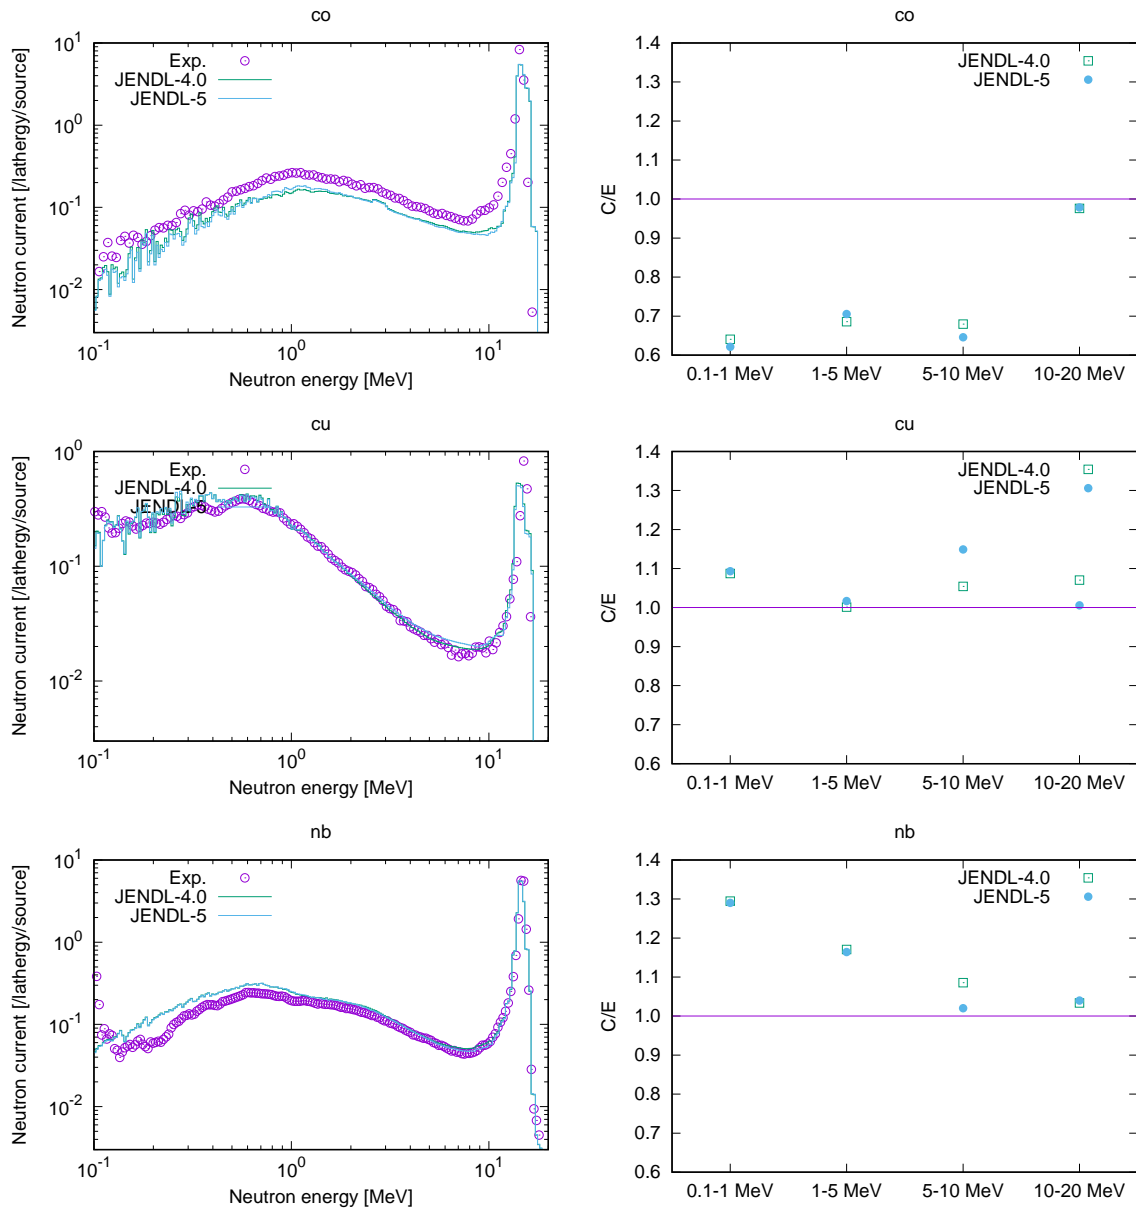 co
Neutron current [/lathergy/source]
10^1
10^0
10^-1
10^-2
Exp.
JENDL-4.0
JENDL-5
10^-1
10^0
10^1
Neutron energy [MeV]
co
C/E
1.4
1.3
1.2
1.1
1.0
0.9
0.8
0.7
0.6
JENDL-4.0
JENDL-5
0.1-1 MeV
1-5 MeV
5-10 MeV
10-20 MeV
cu
Neutron current [/lathergy/source]
10^0
10^-1
10^-2
Exp.
JENDL-4.0
JENDL-5
10^-1
10^0
10^1
Neutron energy [MeV]
cu
C/E
1.4
1.3
1.2
1.1
1.0
0.9
0.8
0.7
0.6
JENDL-4.0
JENDL-5
0.1-1 MeV
1-5 MeV
5-10 MeV
10-20 MeV
nb
Neutron current [/lathergy/source]
10^1
10^0
10^-1
10^-2
Exp.
JENDL-4.0
JENDL-5
10^-1
10^0
10^1
Neutron energy [MeV]
nb
C/E
1.4
1.3
1.2
1.1
1.0
0.9
0.8
0.7
0.6
JENDL-4.0
JENDL-5
0.1-1 MeV
1-5 MeV
5-10 MeV
10-20 MeV